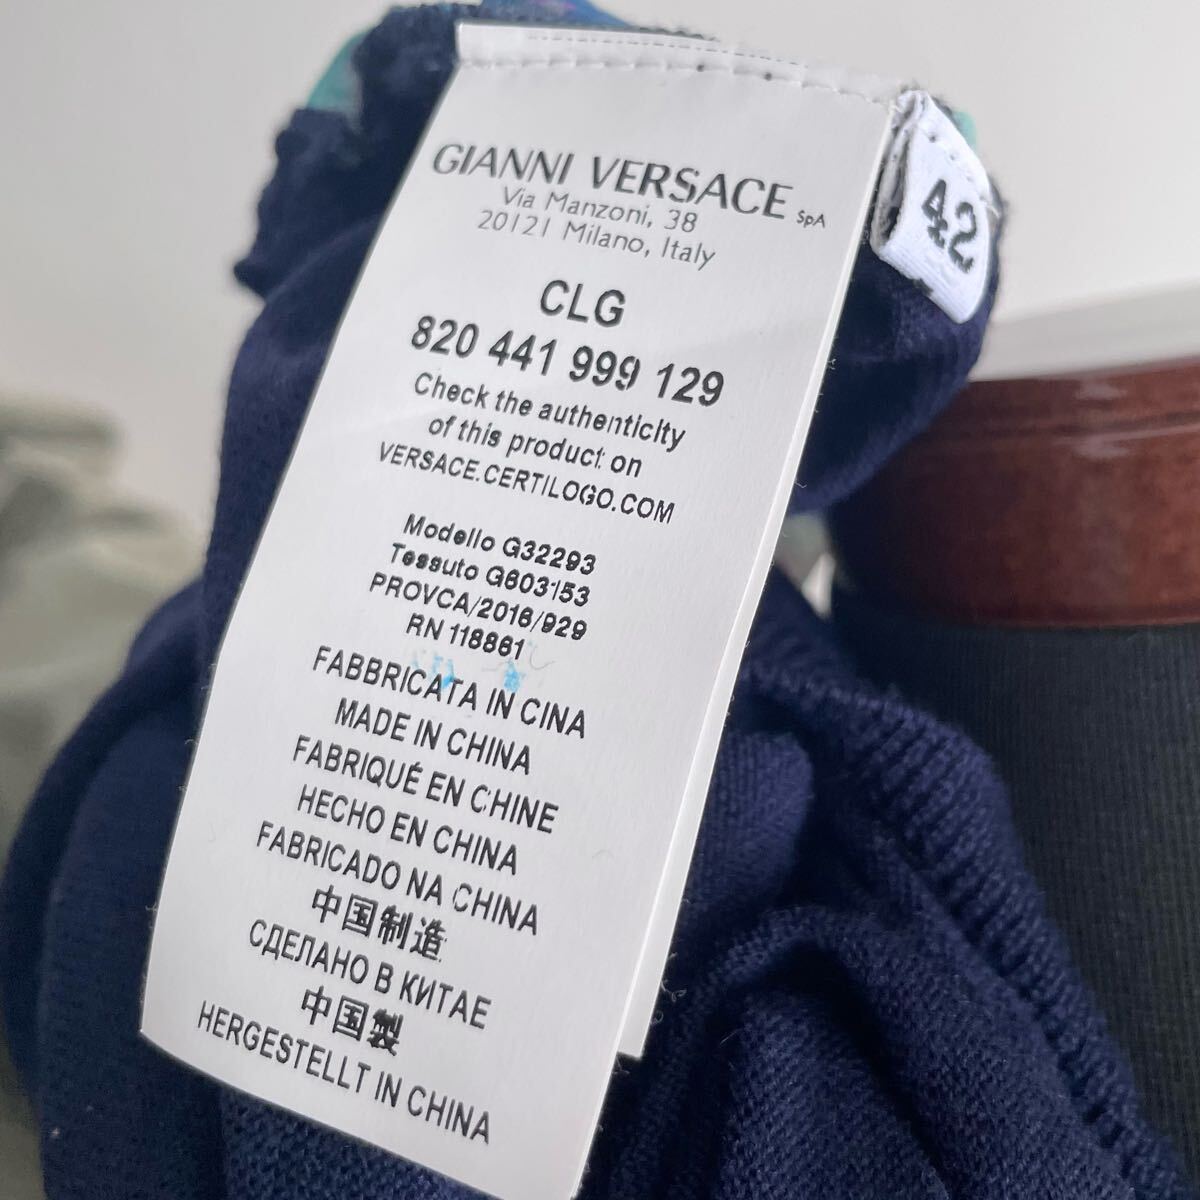 GIANNI VERSACE SpA
Via Manzoni, 38
20121 Milano, Italy
42
CLG
820 441 999 129
Check the authenticity
of this product on
VERSACE.CERTILOGO.COM
Modello G32293
Tessuto G603153
PROVCA/2016/929
RN 118861
FABBRICATA IN CINA
MADE IN CHINA
FABRIQUÉ EN CHINE
HECHO EN CHINA
FABRICADO NA CHINA
中国制造
СДЕЛАНО В КИТАЕ
中国製
HERGESTELLT IN CHINA